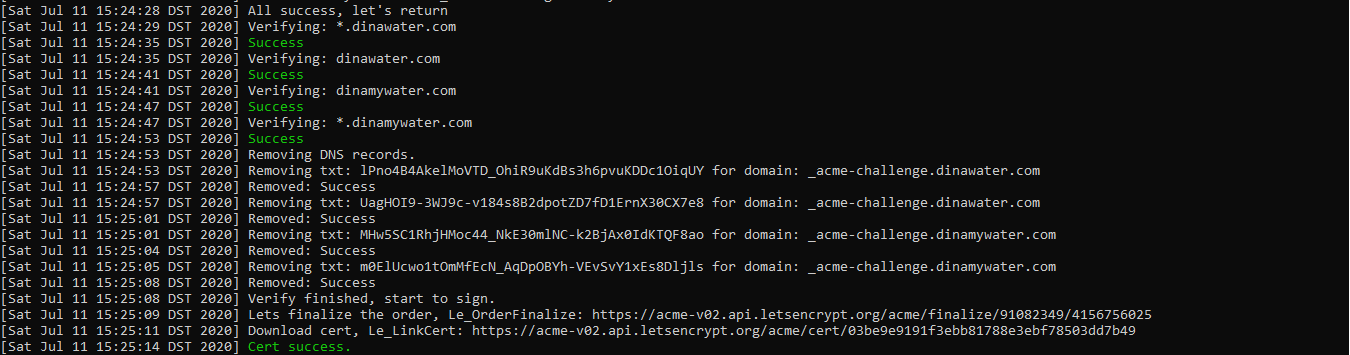 [Sat Jul 11 15:24:28 DST 2020] All success, let's return
[Sat Jul 11 15:24:29 DST 2020] Verifying: *.dinawater.com
[Sat Jul 11 15:24:35 DST 2020] Success
[Sat Jul 11 15:24:35 DST 2020] Verifying: dinawater.com
[Sat Jul 11 15:24:41 DST 2020] Success
[Sat Jul 11 15:24:41 DST 2020] Verifying: dinamywater.com
[Sat Jul 11 15:24:47 DST 2020] Success
[Sat Jul 11 15:24:47 DST 2020] Verifying: *.dinamywater.com
[Sat Jul 11 15:24:53 DST 2020] Success
[Sat Jul 11 15:24:53 DST 2020] Removing DNS records.
[Sat Jul 11 15:24:53 DST 2020] Removing txt: lPno4B4AkelMoVTD_OhiR9uKdBs3h6pvuKDDc1OiqUY for domain: _acme-challenge.dinawater.com
[Sat Jul 11 15:24:57 DST 2020] Removed: Success
[Sat Jul 11 15:24:57 DST 2020] Removing txt: UagHOI9-3WJ9c-v184s8B2dpotZD7fD1ErnX30CX7e8 for domain: _acme-challenge.dinawater.com
[Sat Jul 11 15:25:01 DST 2020] Removed: Success
[Sat Jul 11 15:25:01 DST 2020] Removing txt: MHw5SC1RhjHMoc44_NkE30mlNC-k2BjAx0IdKTQF8ao for domain: _acme-challenge.dinamywater.com
[Sat Jul 11 15:25:04 DST 2020] Removed: Success
[Sat Jul 11 15:25:05 DST 2020] Removing txt: m0ElUcwo1tOmMfEcN_AqDpOBYh-VEvSvY1xEs8Dljls for domain: _acme-challenge.dinamywater.com
[Sat Jul 11 15:25:08 DST 2020] Removed: Success
[Sat Jul 11 15:25:08 DST 2020] Verify finished, start to sign.
[Sat Jul 11 15:25:09 DST 2020] Lets finalize the order, Le_OrderFinalize: https://acme-v02.api.letsencrypt.org/acme/finalize/91082349/4156756025
[Sat Jul 11 15:25:11 DST 2020] Download cert, Le_LinkCert: https://acme-v02.api.letsencrypt.org/acme/cert/03be9e9191f3ebb81788e3ebf78503dd7b49
[Sat Jul 11 15:25:14 DST 2020] Cert success.